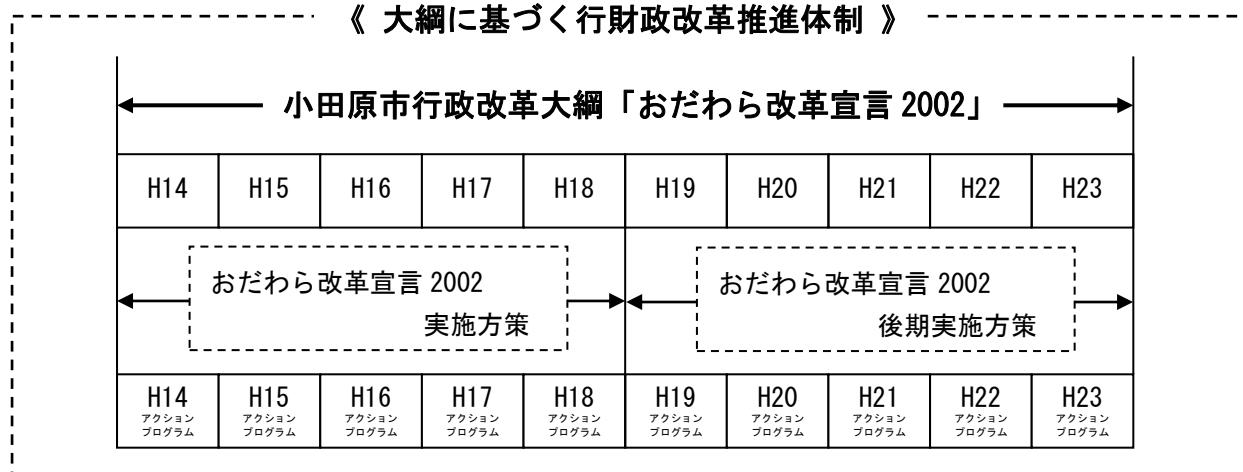 《 大綱に基づく行財政改革推進体制 》
小田原市行政改革大綱「おだわら改革宣言 2002」
H14 H15 H16 H17 H18 H19 H20 H21 H22 H23
おだわら改革宣言 2002 おだわら改革宣言 2002
実施方策 後期実施方策
H14 H15 H16 H17 H18 H19 H20 H21 H22 H23
アクション アクション アクション アクション アクション アクション アクション アクション アクション アクション
プログラム プログラム プログラム プログラム プログラム プログラム プログラム プログラム プログラム プログラム